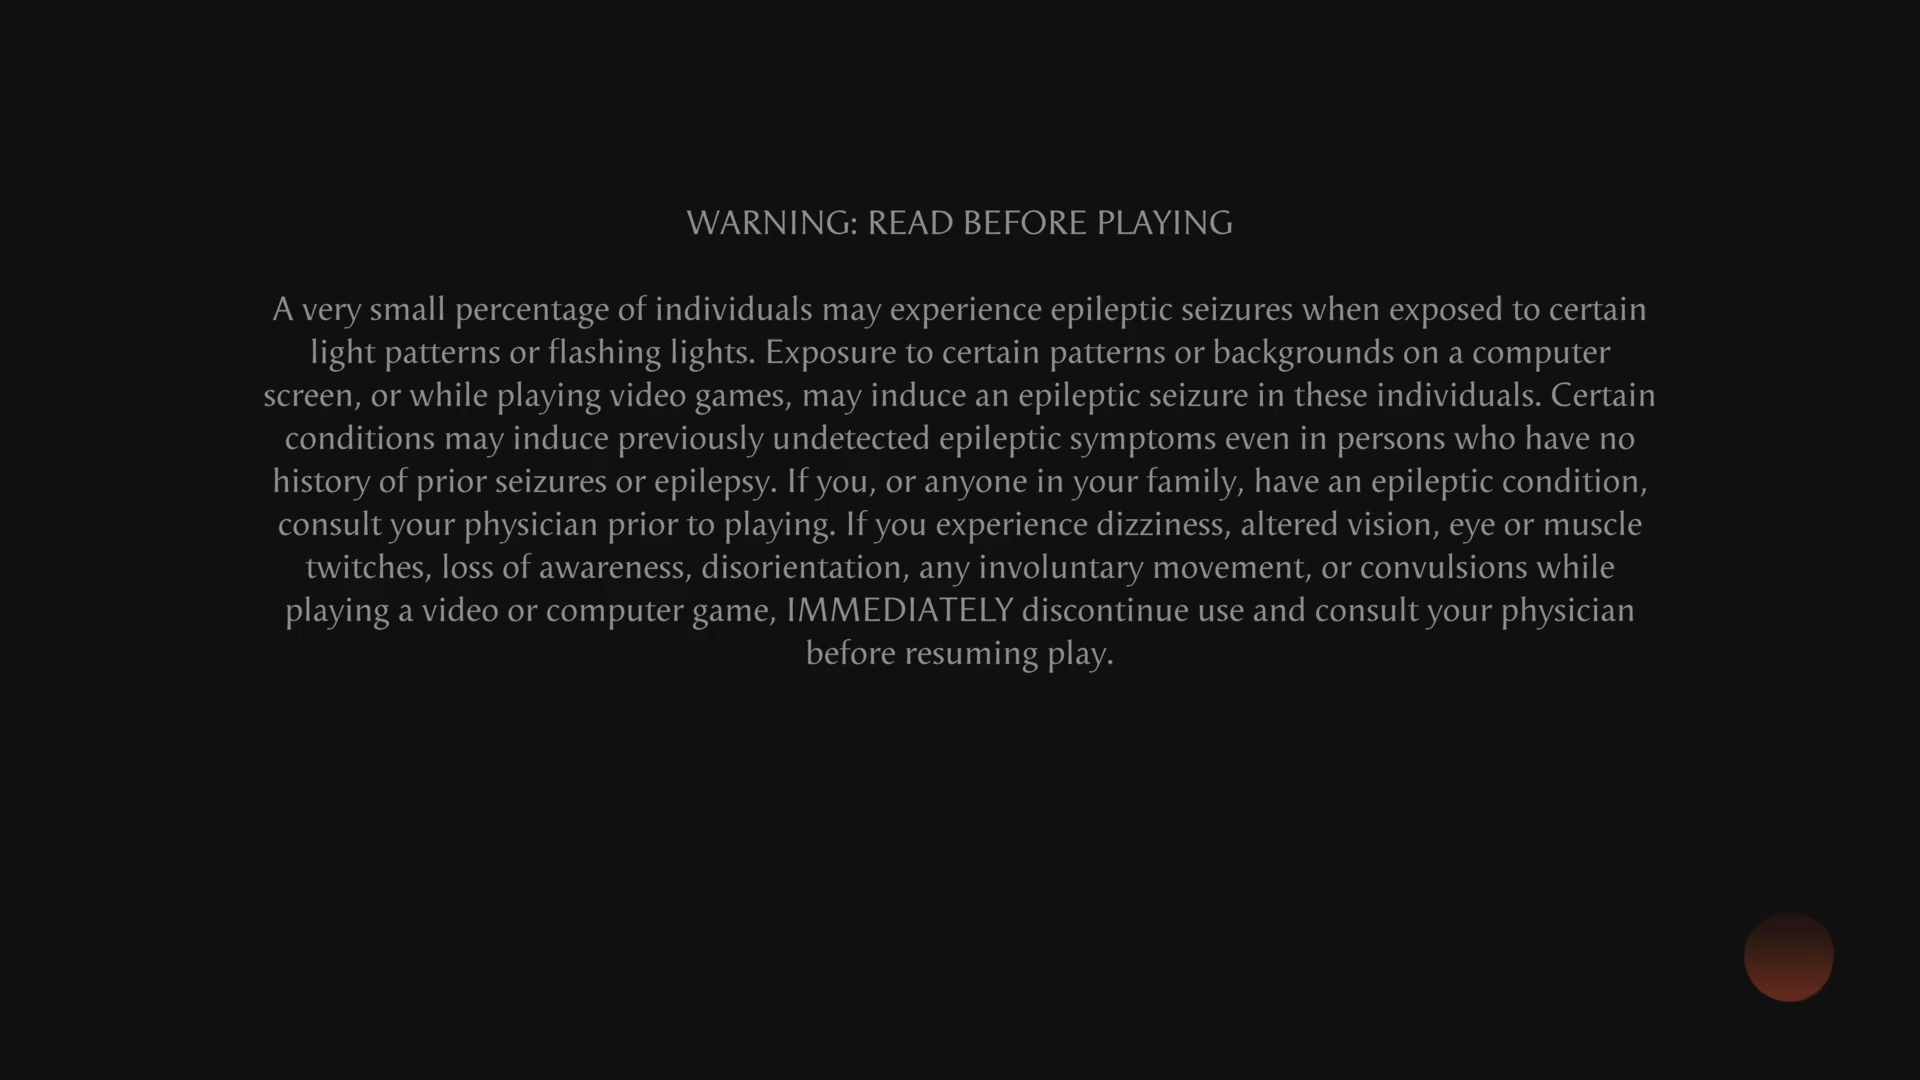 WARNING: READ BEFORE PLAYING
A very small percentage of individuals may experience epileptic seizures when exposed to certain
light patterns or flashing lights. Exposure to certain patterns or backgrounds on a computer
screen, or while playing video games, may induce an epileptic seizure in these individuals. Certain
conditions may induce previously undetected epileptic symptoms even in persons who have no
history of prior seizures or epilepsy. If you, or anyone in your family, have an epileptic condition,
consult your physician prior to playing. If you experience dizziness, altered vision, eye or muscle
twitches, loss of awareness, disorientation, any involuntary movement, or convulsions while
playing a video or computer game, IMMEDIATELY discontinue use and consult your physician
before resuming play.